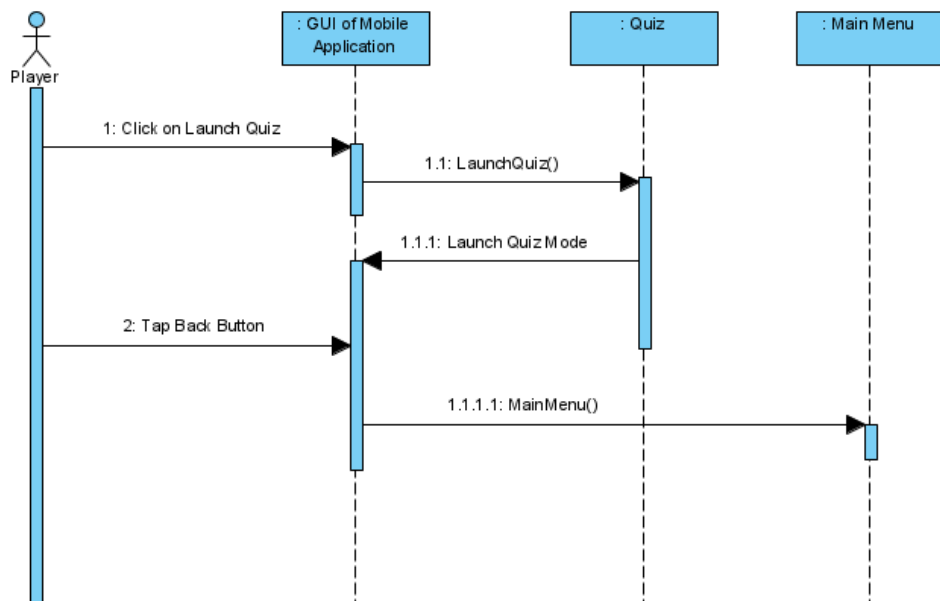 : GUI of Mobile
Application
: Quiz
: Main Menu
Player
1: Click on Launch Quiz
1.1: LaunchQuiz()
1.1.1: Launch Quiz Mode
2: Tap Back Button
1.1.1.1: MainMenu()